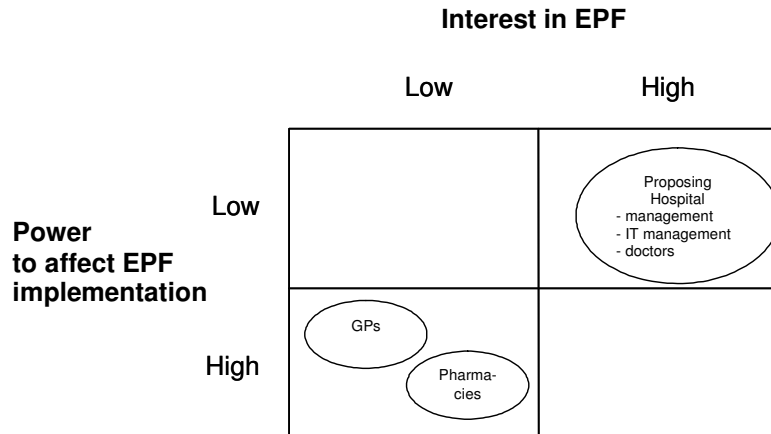 Interest in EPF
Low
High
Low
Proposing
Hospital
- management
- IT management
- doctors
Power
to affect EPF
implementation
GPs
High
Pharma-
cies